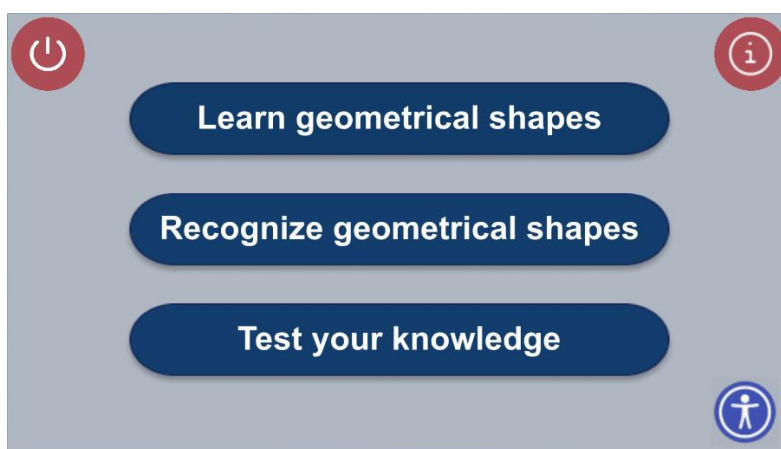 Learn geometrical shapes
Recognize geometrical shapes
Test your knowledge